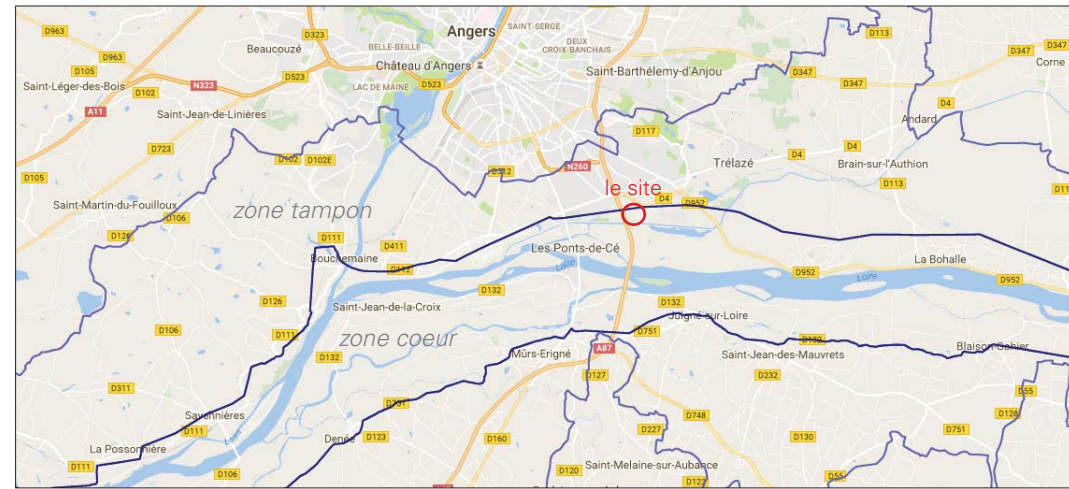 D963
D323
Angers
SAINT-SERGE
D113
D963
Beaucouzé
BELLE-BEILLE
DEUX
CROIX-BANCHAIS
D347
D347
D105
D523
Château d'Angers
Saint-Barthélemy-d'Anjou
D347
Corne
Saint-Léger-des-Bois
D102
N323
LAC DE MAINE
D523
D347
A11
Saint-Jean-de-Linières
D4
D4
D117
Andard
D723
D102
D102E
D312
N260
Trélazé
D4
D4
Brain-sur-l'Authion
D105
D113
D11
le site
Saint-Martin-du-Fouilloux
D4
D952
D106
zone tampon
D126
D111
D411
Les Ponts-de-Cé
Bouchemaine
La Bohalle
D112
Loire
D952
D952
D132
D126
D132
Saint-Jean-de-la-Croix
Juigné-sur-Loire
D106
D111
zone coeur
D751
D130
Blaison-Gohier
D132
Mûrs-Erigné
A87
Saint-Jean-des-Mauvrets
D127
D232
D311
D55
D751
Savennières
D748
D128
D111
Loire
D227
D751
Denée
D123
D160
D130
La Possonnière
D111
D106
D120
Saint-Melaine-sur-Aubance
D55
D123